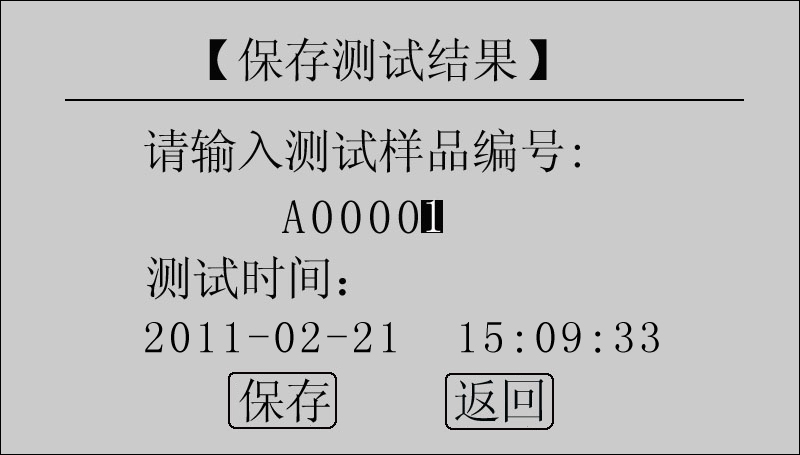 【保存测试结果】
请输入测试样品编号:
A00001
测试时间:
2011-02-21 15:09:33
保存 返回